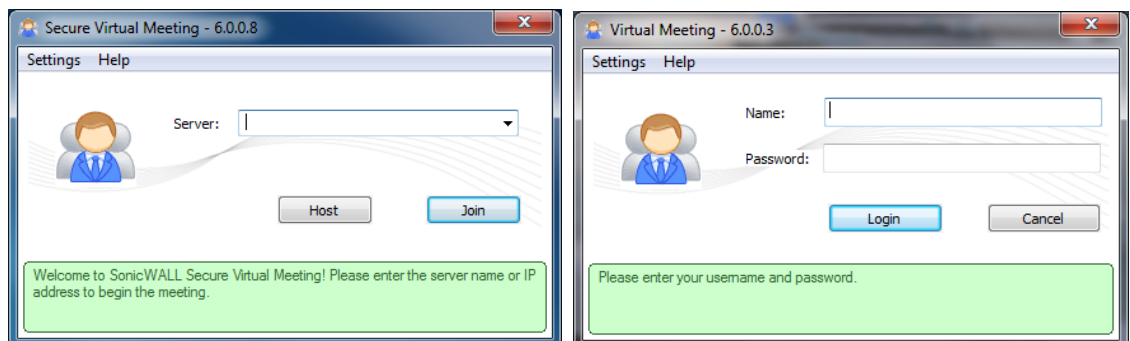 Secure Virtual Meeting - 6.0.0.8
Settings Help
Server:
Host Join
Welcome to SonicWALL Secure Virtual Meeting! Please enter the server name or IP
address to begin the meeting.
Virtual Meeting - 6.0.0.3
Settings Help
Name:
Password:
Login Cancel
Please enter your username and password.